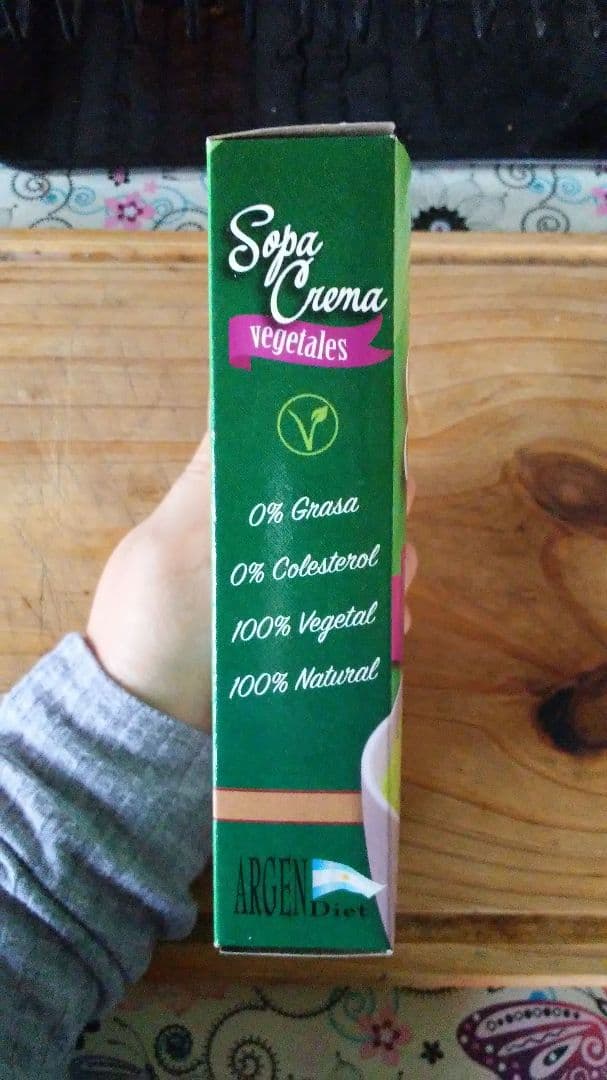 Sopa
Crema
vegetales
0% Grasa
0% Colesterol
100% Vegetal
100% Natural
ARGEN
Diet